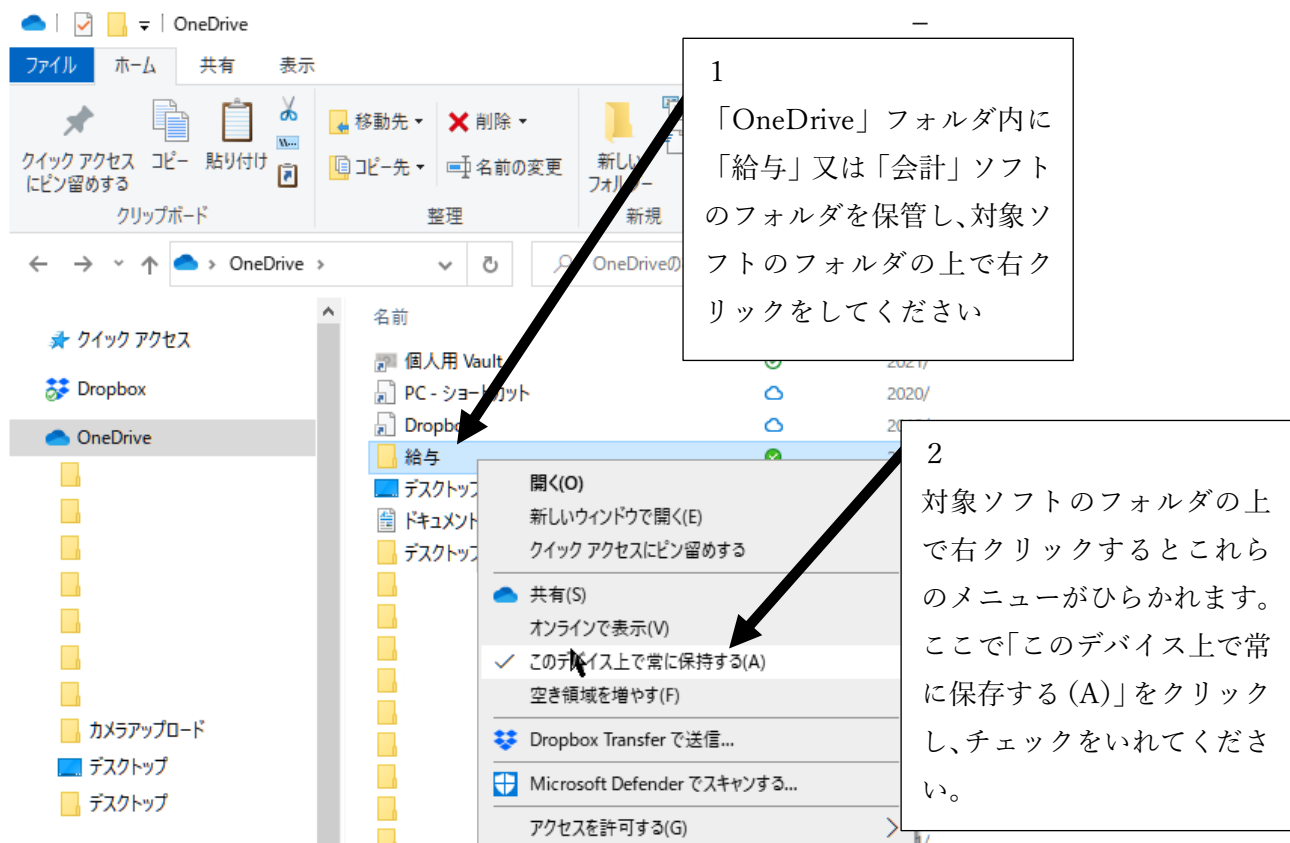 OneDrive
ファイル ホーム 共有 表示
クイック アクセス
にピン留めする
コピー
貼り付け
移動先
コピー先
削除
名前の変更
新しい
フォルダー
クリップボード 整理 新規
OneDrive
OneDriveの
1
「OneDrive」フォルダ内に
「給与」又は「会計」ソフト
のフォルダを保管し、対象ソ
フトのフォルダの上で右ク
リックをしてください
クイック アクセス
Dropbox
OneDrive
カメラアップロード
デスクトップ
デスクトップ
名前
個人用 Vault 2021/
PC - ショートカット 2020/
給与
デスクトップ
ドキュメント
デスクトップ
開く(O)
新しいウィンドウで開く(E)
クイック アクセスにピン留めする
共有(S)
オンラインで表示(V)
このデバイス上で常に保持する(A)
空き領域を増やす(F)
Dropbox Transfer で送信...
Microsoft Defender でスキャンする...
アクセスを許可する(G)
2
対象ソフトのフォルダの上
で右クリックするとこれら
のメニューがひらかれます。
ここで「このデバイス上で常
に保存する(A)」をクリック
し、チェックをいれてくださ
い。